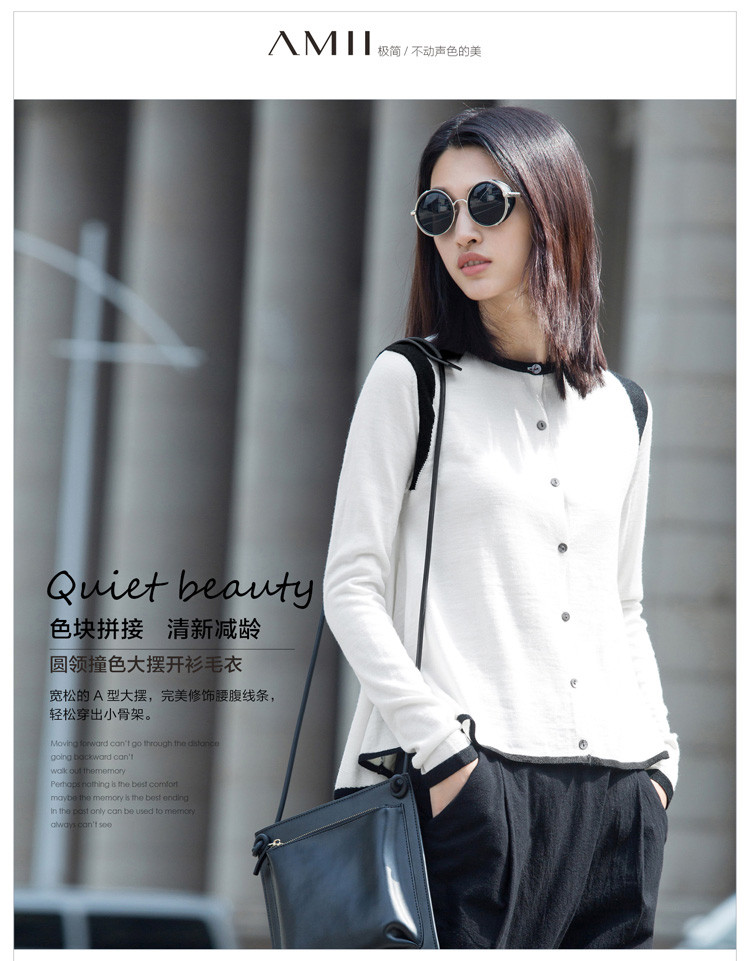 AMII 极简 / 不动声色的美
Quiet beauty
色块拼接 清新减龄
圆领撞色大摆开衫毛衣
宽松的 A 型大摆，完美修饰腰腹线条，
轻松穿出小骨架。
Moving forward can't go through the distance
going backward can't
walk out thememory
Perhaps nothing is the best comfort
maybe the memory is the best ending
In the past only can be used to memory
always can't see